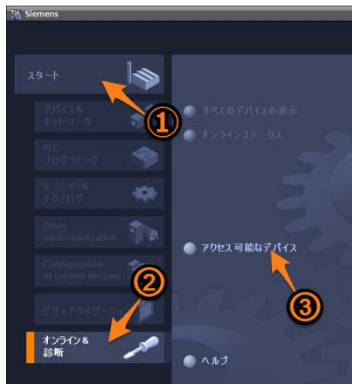 Siemens
スタート
①
デバイス&
ネットワーク
PLC
プログラミング
モーション&
テクノロジ
Drive
parameterization
Configuration
of control devices
②
ビジュアライゼーション
オンライン&
診断
すべてのデバイスの表示
オンラインステータス
アクセス可能なデバイス
③
ヘルプ